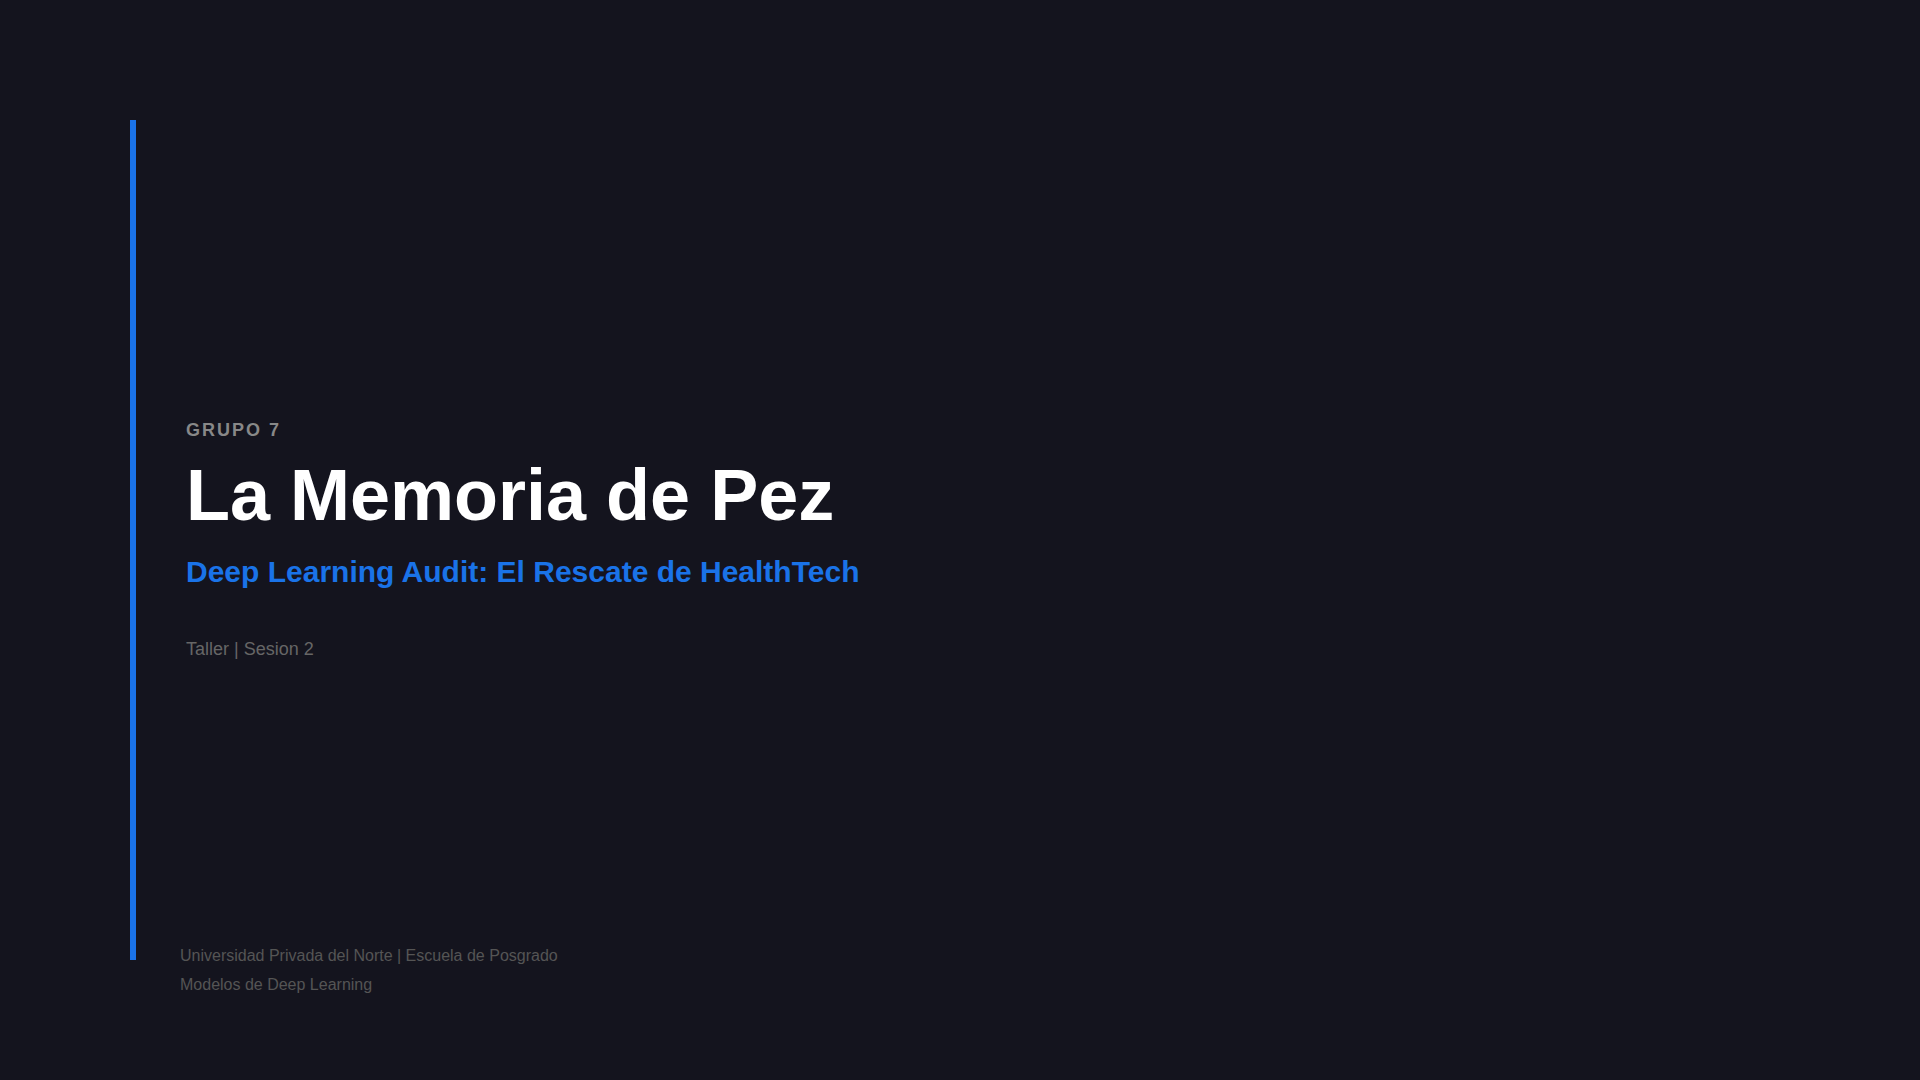 GRUPO 7
La Memoria de Pez
Deep Learning Audit: El Rescate de HealthTech
Taller | Sesion 2
Universidad Privada del Norte | Escuela de Posgrado
Modelos de Deep Learning